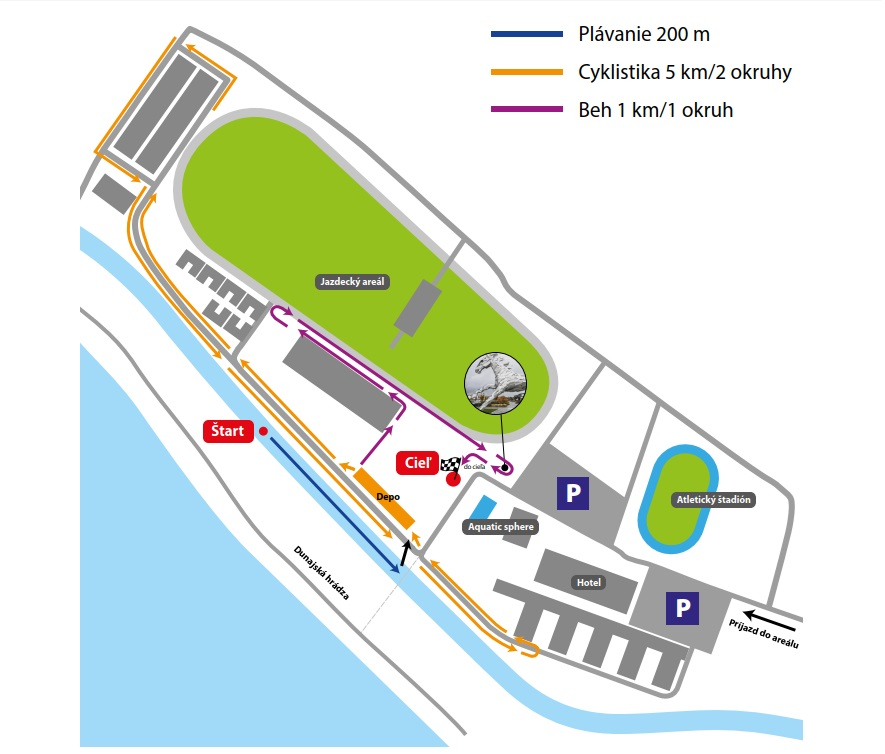 Plávanie 200 m
Cyklistika 5 km/2 okruhy
Beh 1 km/1 okruh
Jazdecký areál
Štart
Cieľ
do cieľa
P
Atletický štadión
Depo
Aquatic sphere
Dunajská hrádza
Hotel
P
Príjazd do areálu